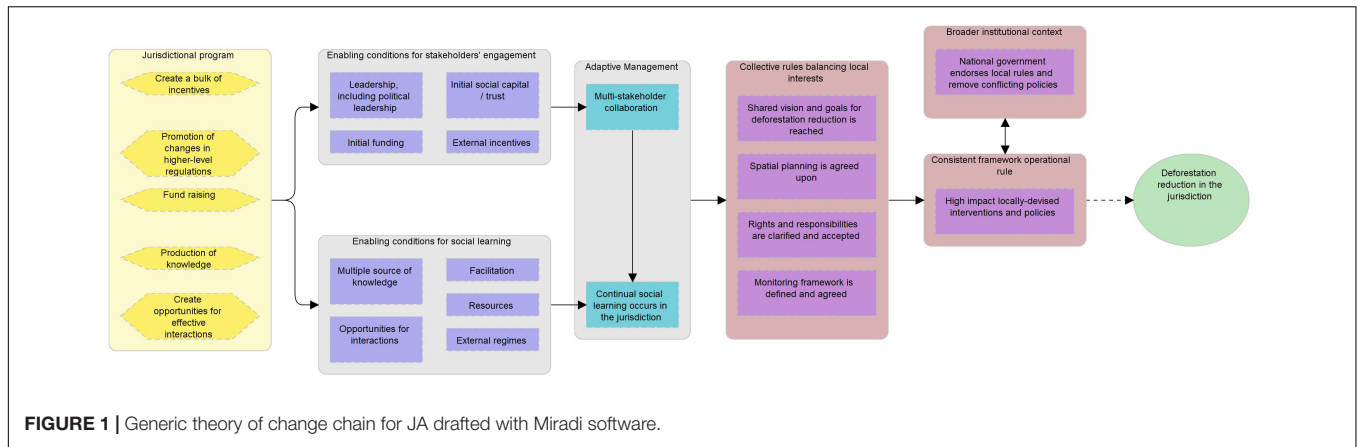 Jurisdictional program
Create a bulk of
incentives
Promotion of
changes in
higher-level
regulations
Fund raising
Production of
knowledge
Create
opportunities for
effective
interactions
Enabling conditions for stakeholders' engagement
Leadership,
including political
leadership
Initial social capital
/ trust
Initial funding
External incentives
Enabling conditions for social learning
Multiple source of
knowledge
Facilitation
Resources
Opportunities for
interactions
External regimes
Adaptive Management
Multi-stakeholder
collaboration
Continual social
learning occurs in
the jurisdiction
Collective rules balancing local
interests
Shared vision and goals for
deforestation reduction is
reached
Spatial planning is agreed
upon
Rights and responsibilities
are clarified and accepted
Monitoring framework is
defined and agreed
Broader institutional context
National government
endorses local rules and
remove conflicting policies
Consistent framework operational
rule
High impact locally-devised
interventions and policies
Deforestation
reduction in the
jurisdiction
FIGURE 1 | Generic theory of change chain for JA drafted with Miradi software.